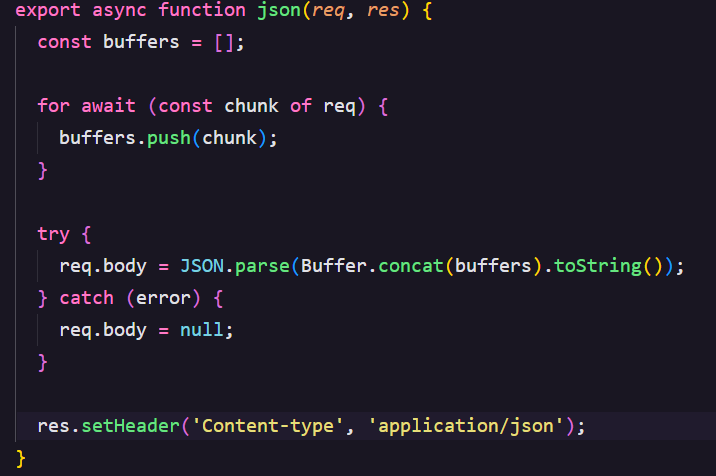 export async function json(req, res) {
const buffers = [];
for await (const chunk of req) {
buffers.push(chunk);
}
try {
req.body = JSON.parse(Buffer.concat(buffers).toString());
} catch (error) {
req.body = null;
}
res.setHeader('Content-type', 'application/json');
}